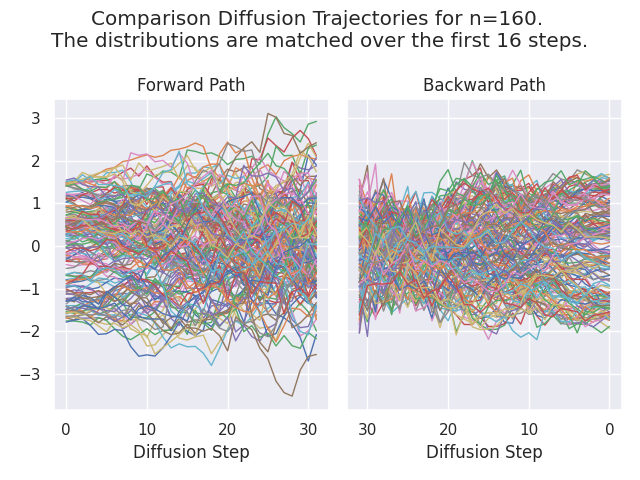 Comparison Diffusion Trajectories for n=160.
The distributions are matched over the first 16 steps.
Forward Path
Backward Path
3
2
1
0
−1
−2
−3
0 10 20 30
30 20 10 0
Diffusion Step
Diffusion Step